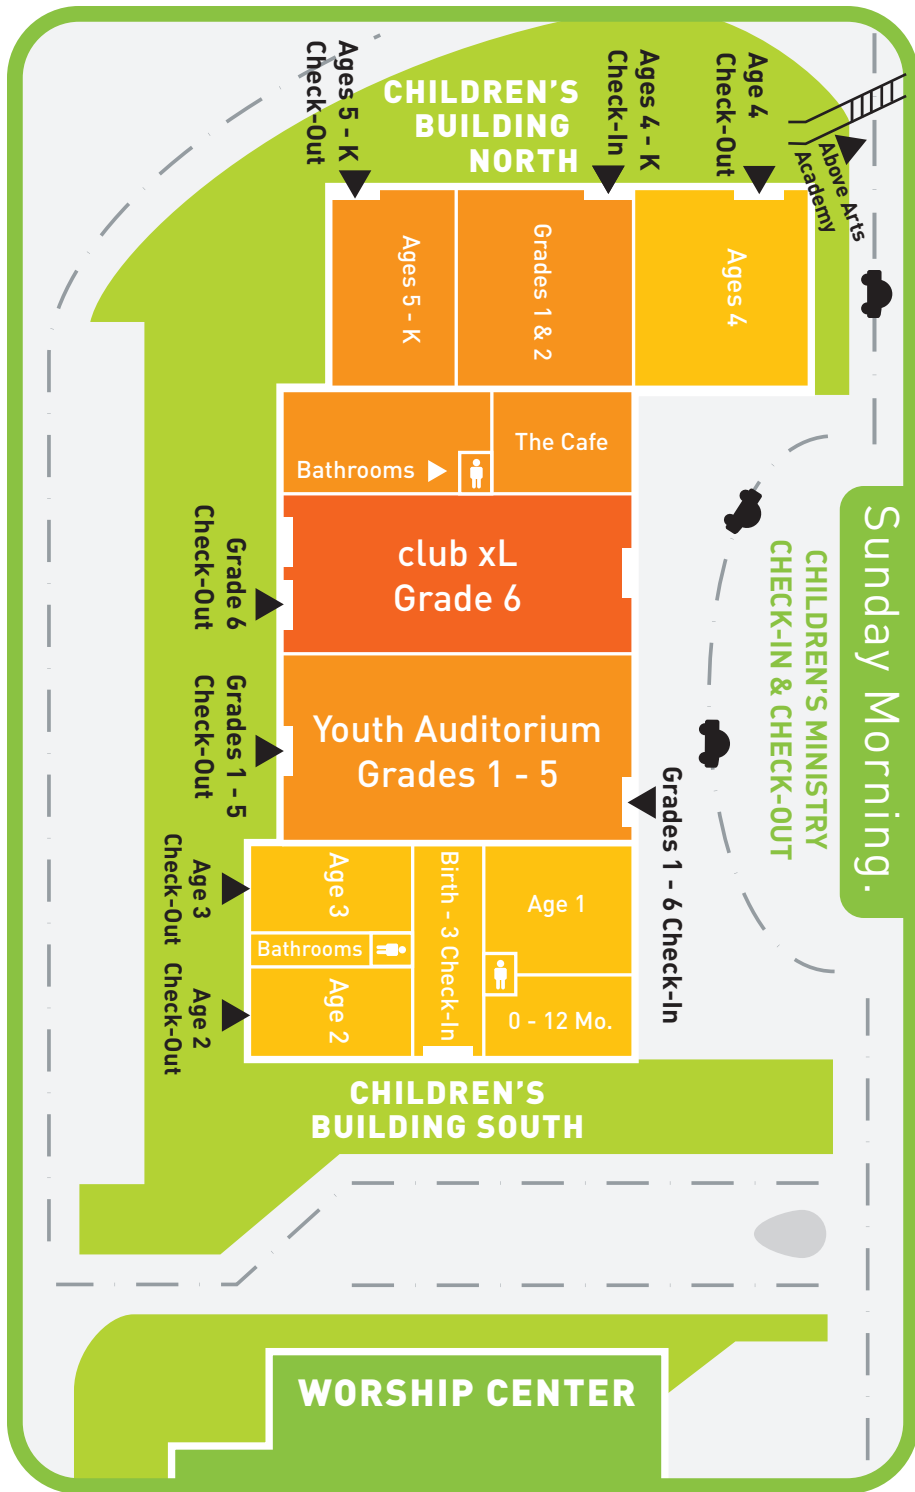 Ages 5 - K
Check-Out
CHILDREN'S
BUILDING
NORTH
Ages 4 - K
Check-In
Age 4
Check-Out
Above Arts
Academy
Ages 5 - K
Grades 1 & 2
Ages 4
Bathrooms
The Cafe
club xL
Grade 6
Grade 6
Check-Out
Sunday Morning.
CHILDREN'S MINISTRY
CHECK-IN & CHECK-OUT
Youth Auditorium
Grades 1 - 5
Grades 1 - 5
Check-Out
Grades 1 - 6 Check-In
Age 3
Check-Out
Age 3
Birth - 3 Check-In
Age 1
Bathrooms
Age 2
Check-Out
Age 2
0 - 12 Mo.
CHILDREN'S
BUILDING SOUTH
WORSHIP CENTER